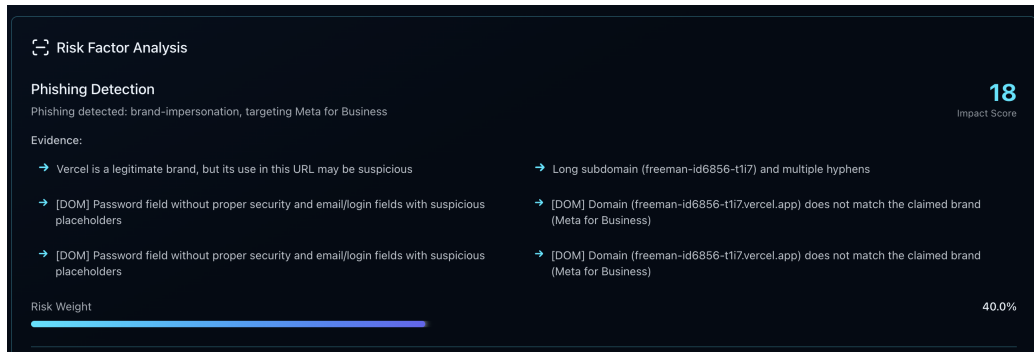 Risk Factor Analysis
Phishing Detection
18
Phishing detected: brand-impersonation, targeting Meta for Business
Impact Score
Evidence:
→ Vercel is a legitimate brand, but its use in this URL may be suspicious
→ Long subdomain (freeman-id6856-t1i7) and multiple hyphens
→ [DOM] Password field without proper security and email/login fields with suspicious
placeholders
→ [DOM] Domain (freeman-id6856-t1i7.vercel.app) does not match the claimed brand
(Meta for Business)
→ [DOM] Password field without proper security and email/login fields with suspicious
placeholders
→ [DOM] Domain (freeman-id6856-t1i7.vercel.app) does not match the claimed brand
(Meta for Business)
Risk Weight
40.0%